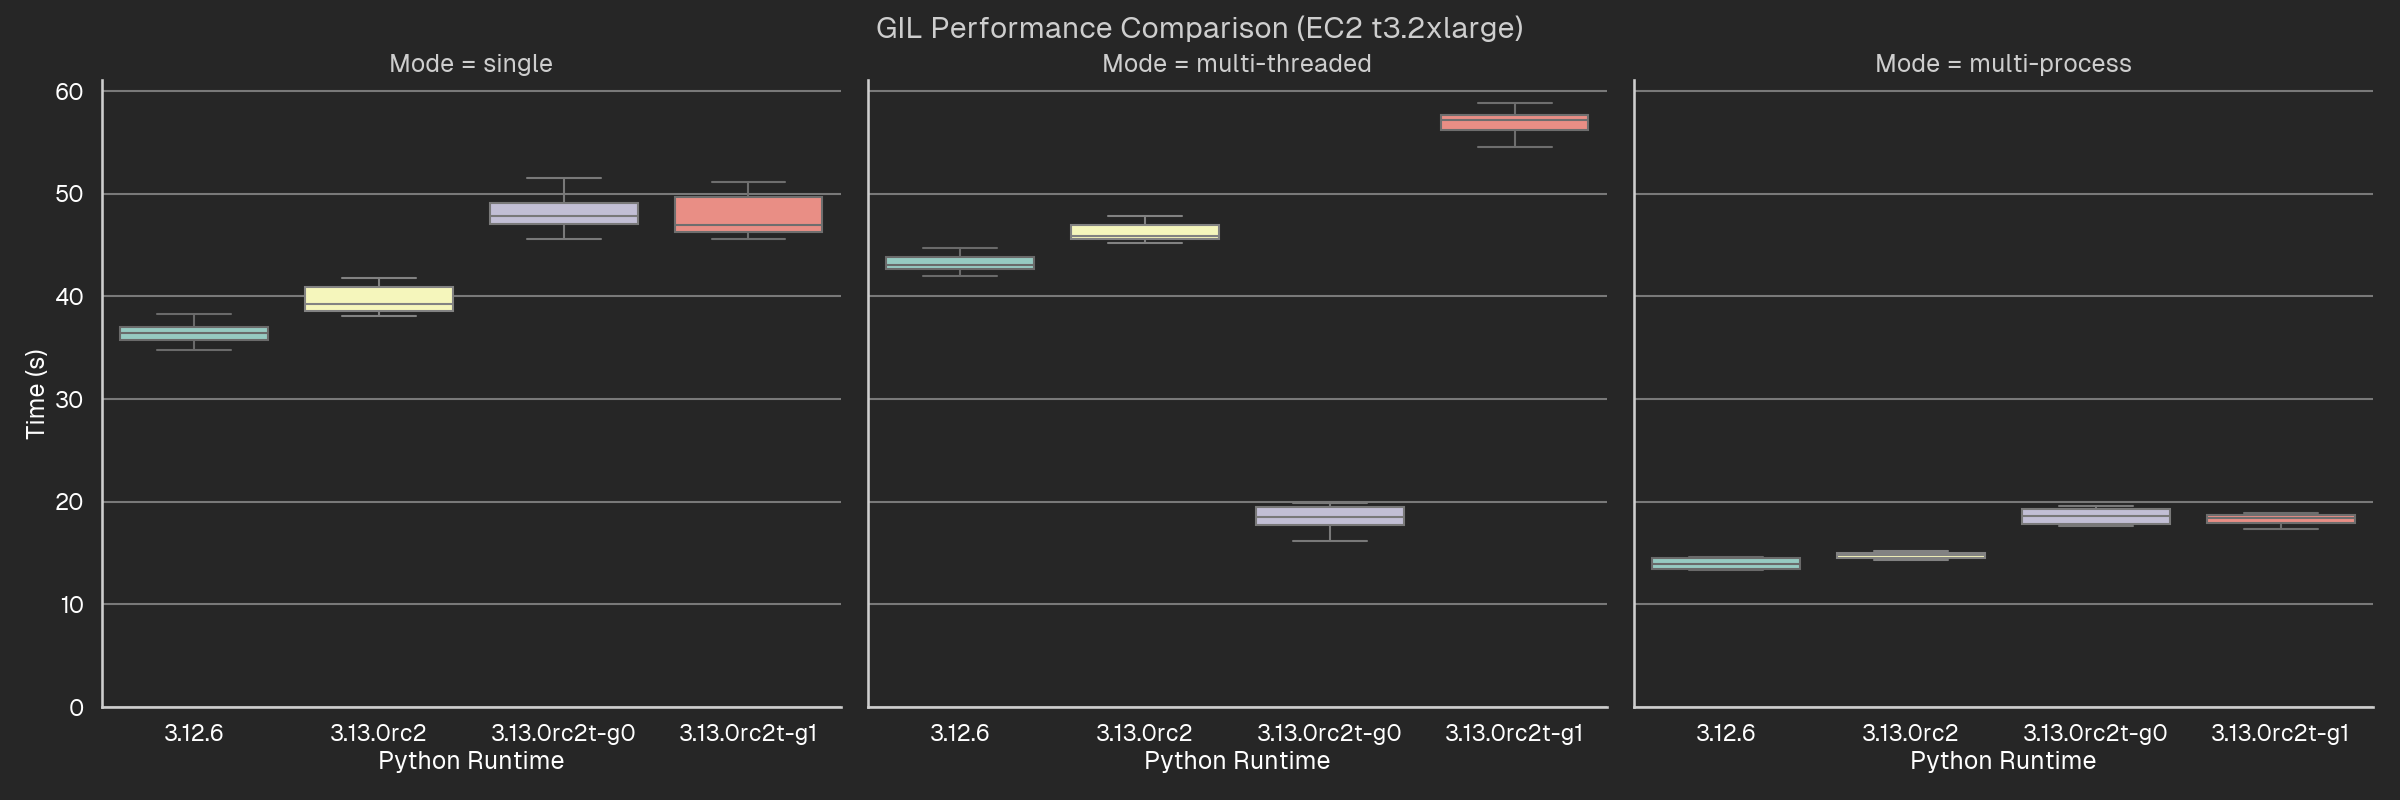 GIL Performance Comparison (EC2 t3.2xlarge)
Mode = single
Mode = multi-threaded
Mode = multi-process
Time (s)
60
50
40
30
20
10
0
3.12.6 3.13.0rc2 3.13.0rc2t-g0 3.13.0rc2t-g1
Python Runtime
3.12.6 3.13.0rc2 3.13.0rc2t-g0 3.13.0rc2t-g1
Python Runtime
3.12.6 3.13.0rc2 3.13.0rc2t-g0 3.13.0rc2t-g1
Python Runtime